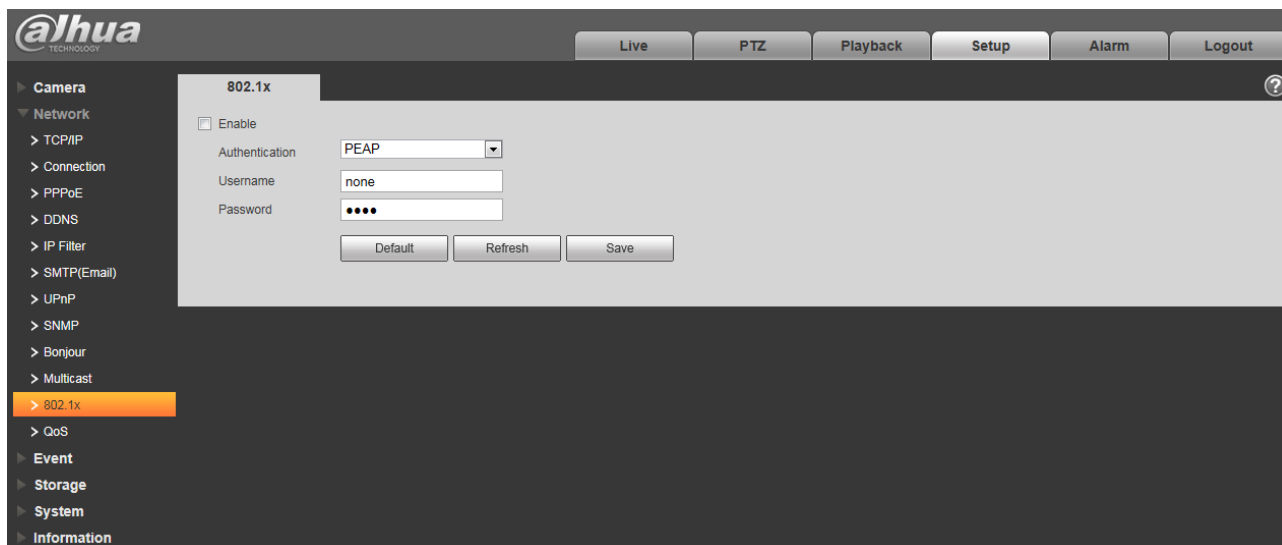 alhua
TECHNOLOGY
Live PTZ Playback Setup Alarm Logout
Camera
Network
> TCP/IP
> Connection
> PPPoE
> DDNS
> IP Filter
> SMTP(Email)
> UPnP
> SNMP
> Bonjour
> Multicast
> 802.1x
> QoS
Event
Storage
System
Information
802.1x
?
Enable
Authentication PEAP
Username none
Password ●●●●
Default Refresh Save